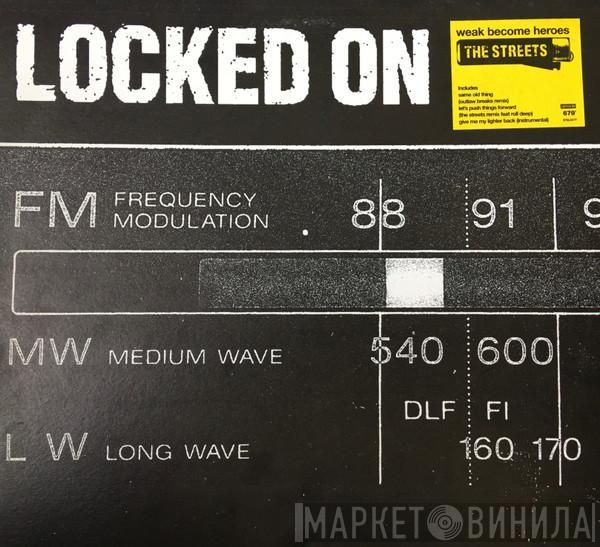 LOCKED ON
weak become heroes
THE STREETS
Includes
same old thing
(outlaw breaks remix)
let's push things forward
(the streets remix feat roll deep)
give me my lighter back (instrumental)
679
FM FREQUENCY MODULATION
88 91 9
MW MEDIUM WAVE 540 600
DLF FI
LW LONG WAVE 160 170
МАРКЕТ ВИНИЛА